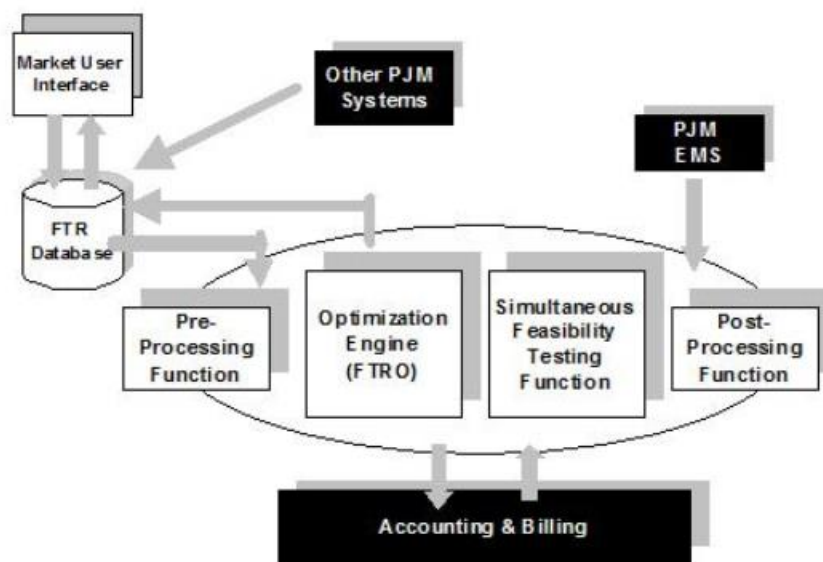 Market User
Interface
Other PJM
Systems
PJM
EMS
FTR
Database
Pre-
Processing
Function
Optimization
Engine
(FTRO)
Simultaneous
Feasibility
Testing
Function
Post-
Processing
Function
Accounting & Billing